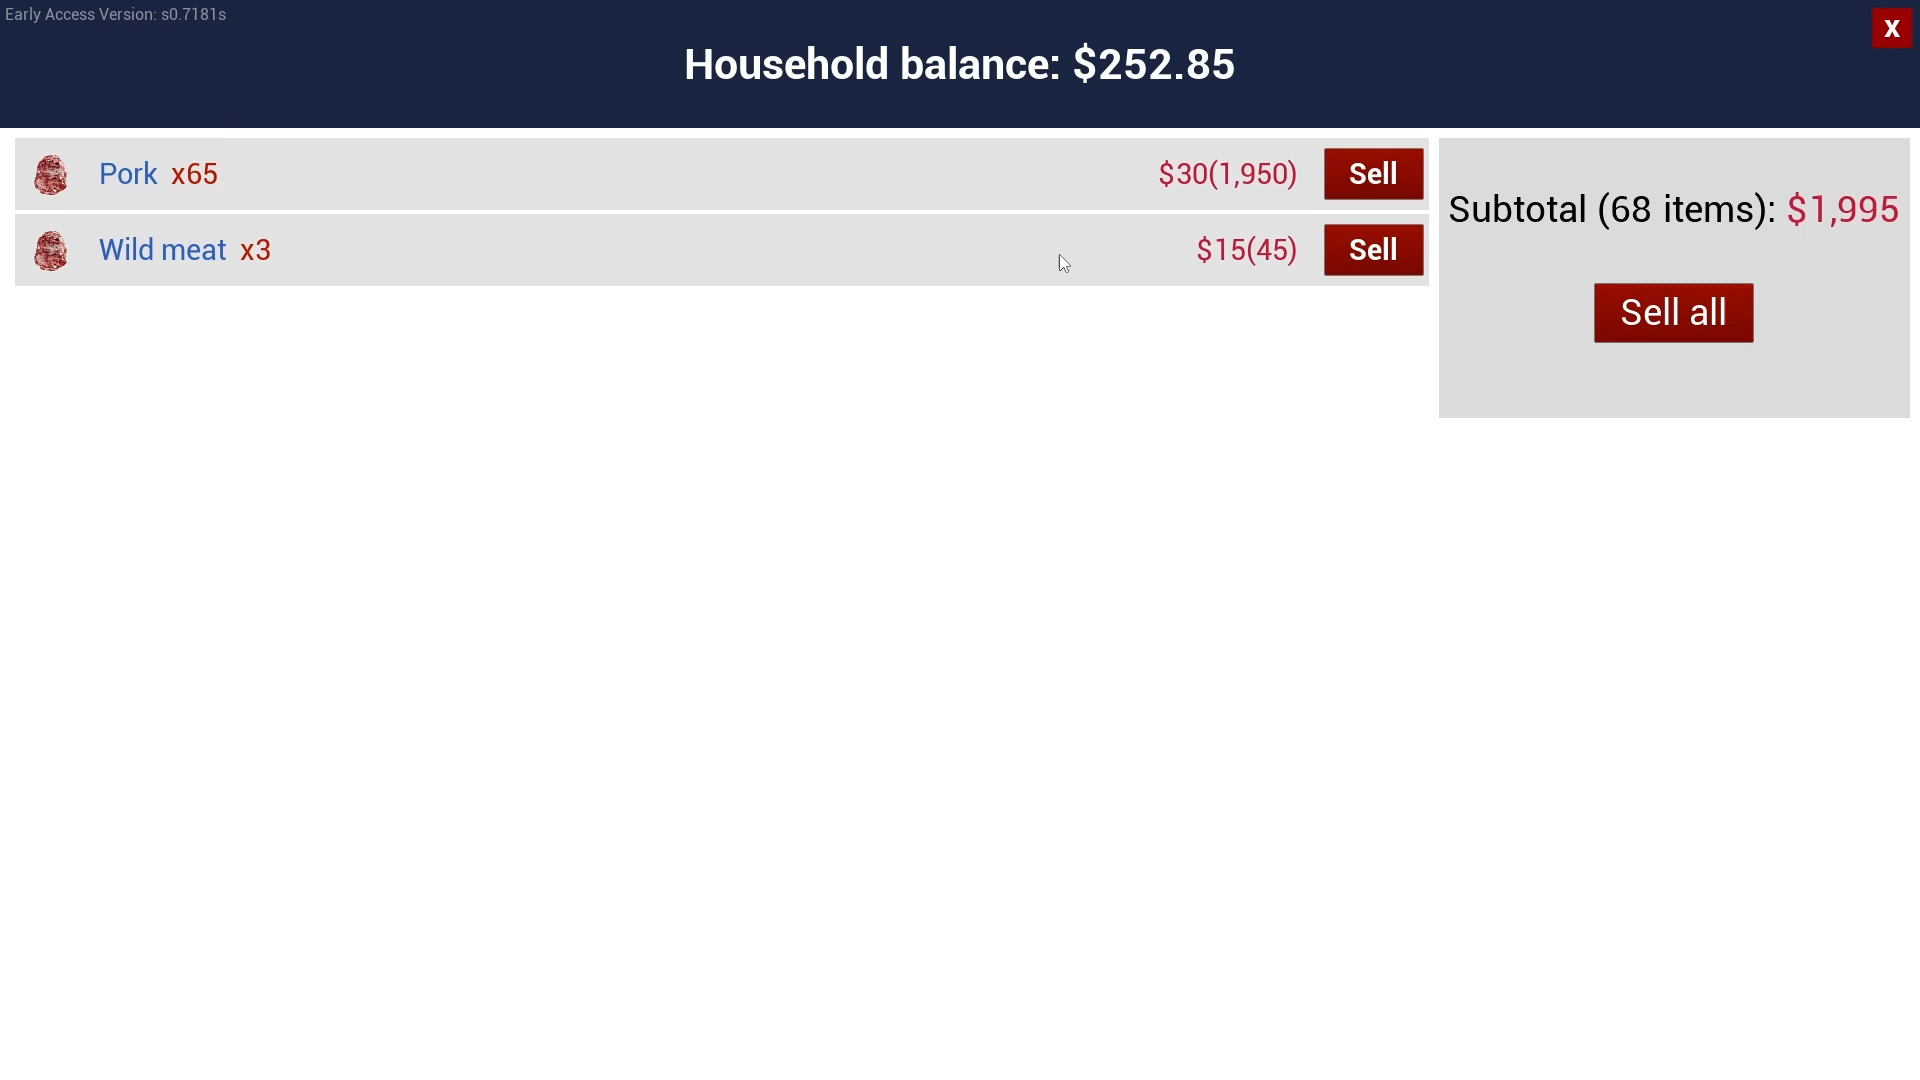 Early Access Version: s0.7181s
X
Household balance: $252.85
Pork x65 $30(1,950) Sell
Wild meat x3 $15(45) Sell
Subtotal (68 items): $1,995
Sell all